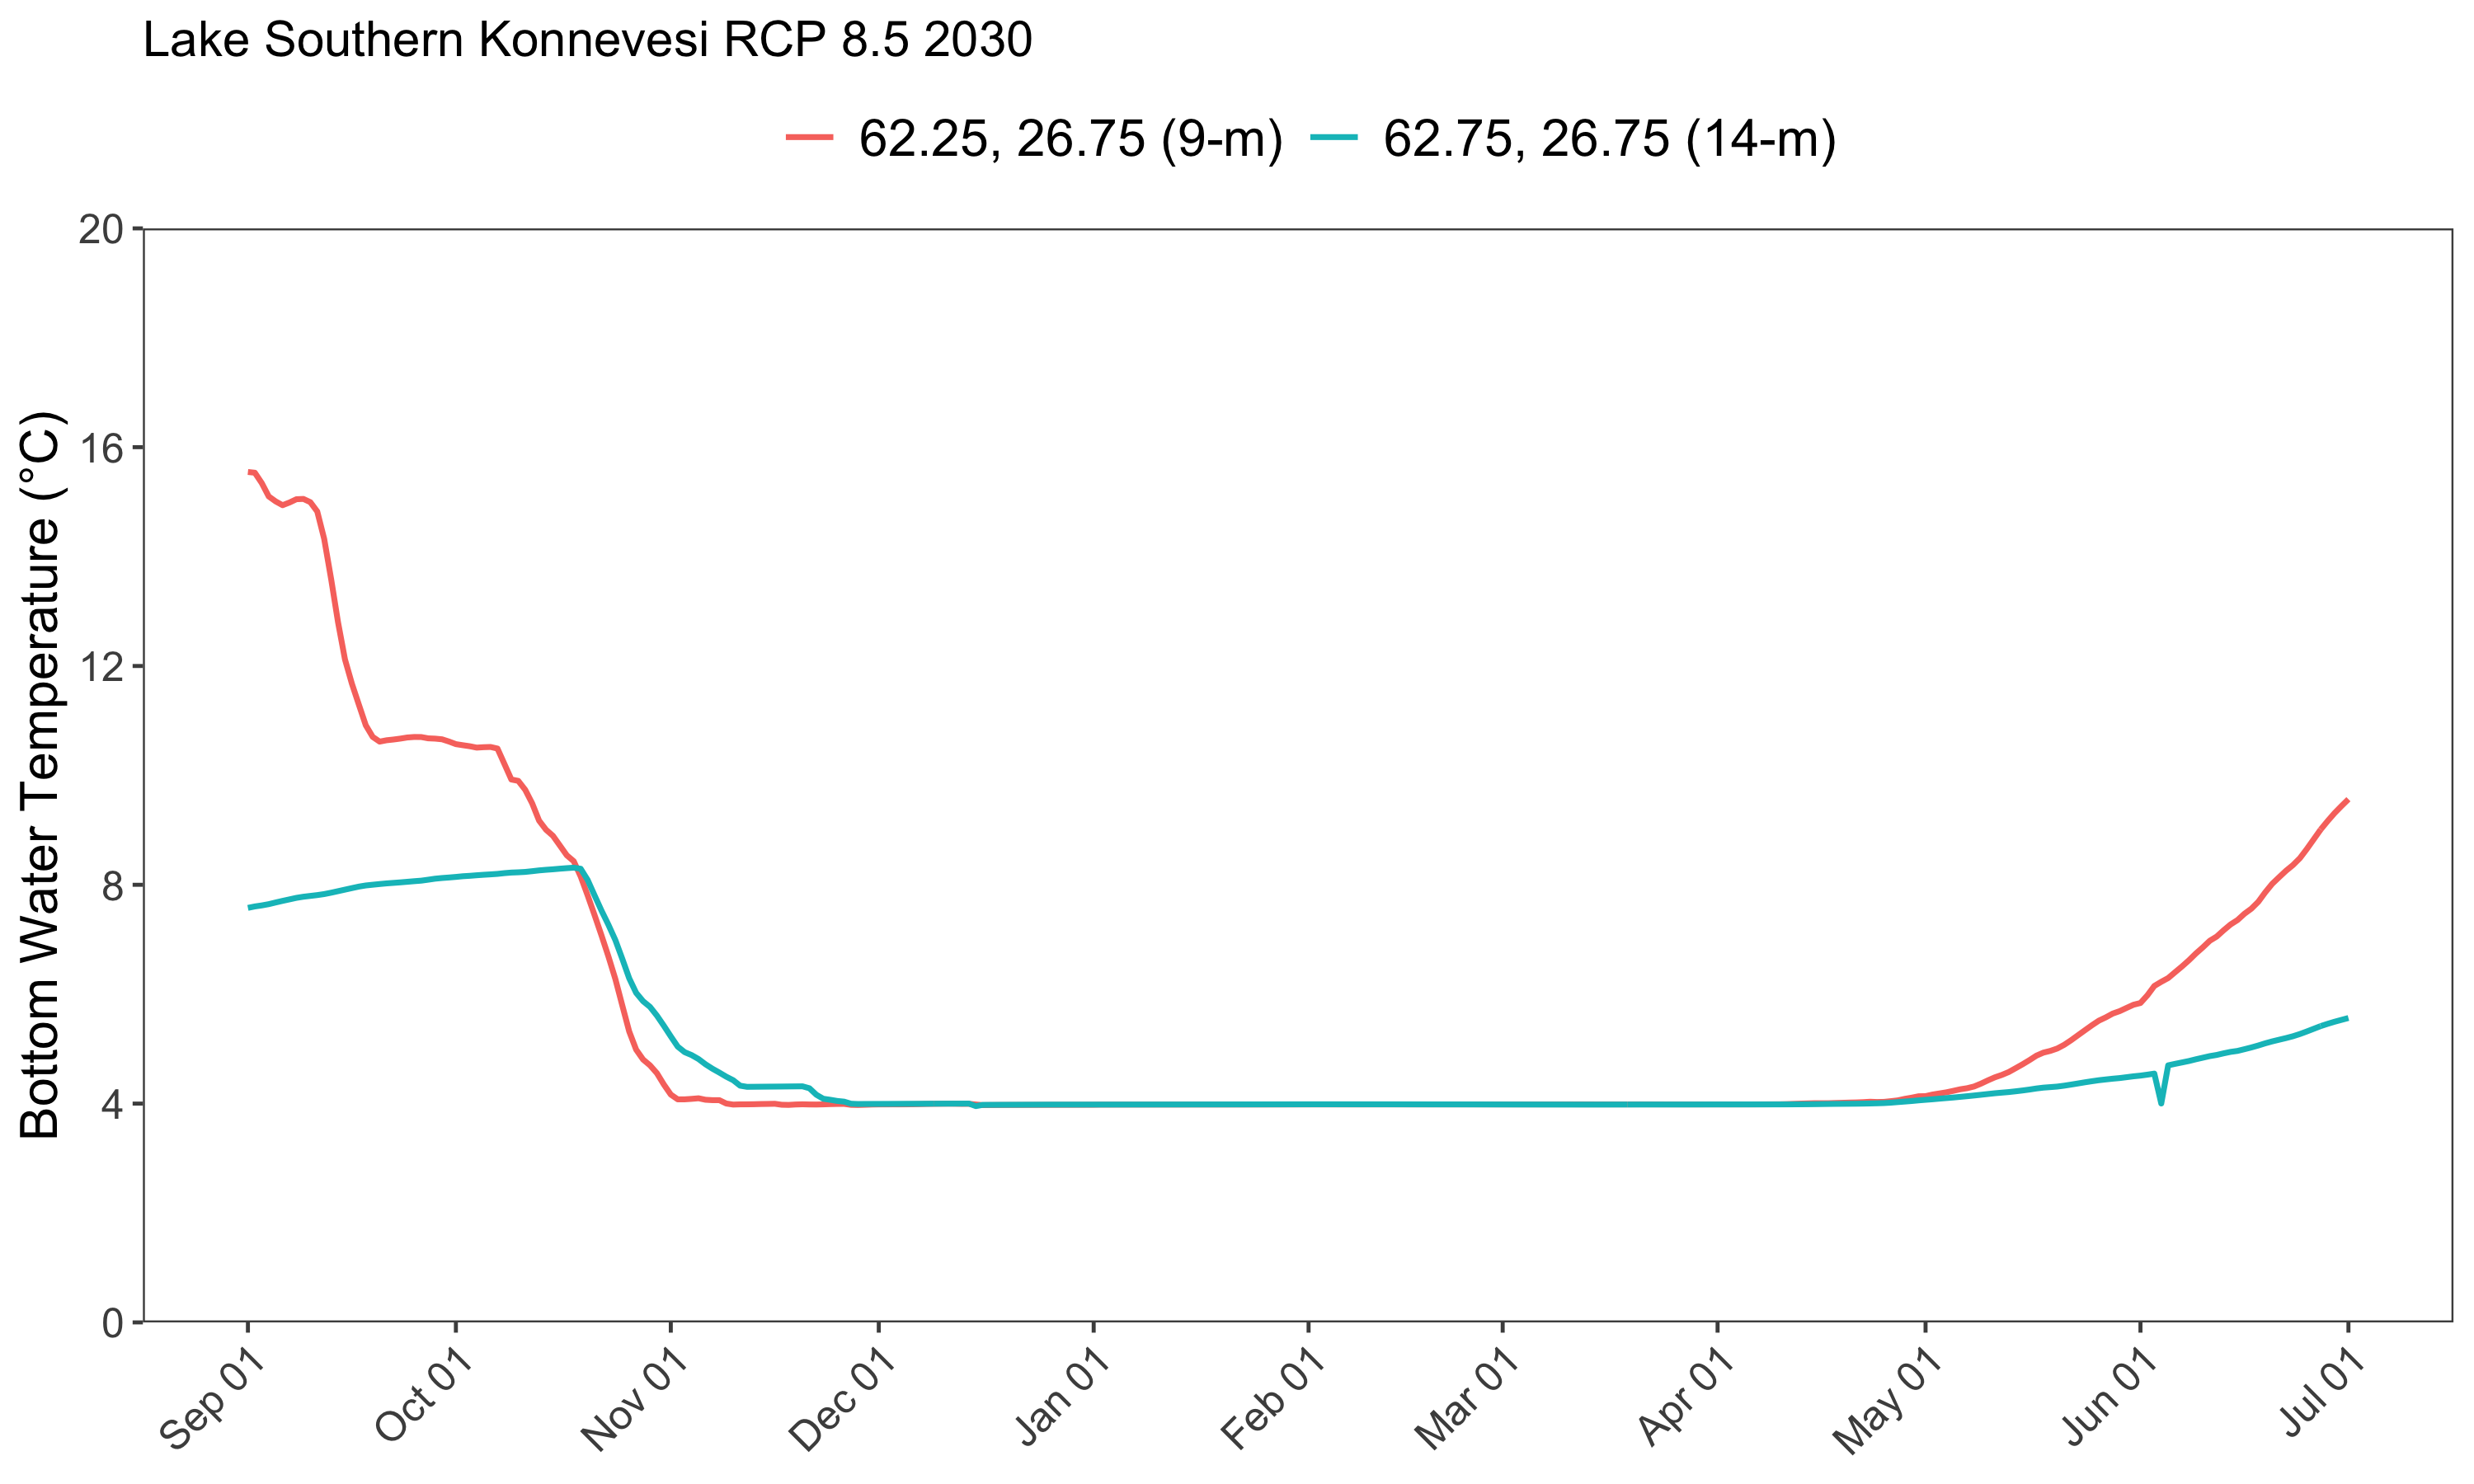 Lake Southern Konnevesi RCP 8.5 2030
62.25, 26.75 (9-m) 62.75, 26.75 (14-m)
Bottom Water Temperature (°C)
20
16
12
8
4
0
Sep 01 Oct 01 Nov 01 Dec 01 Jan 01 Feb 01 Mar 01 Apr 01 May 01 Jun 01 Jul 01